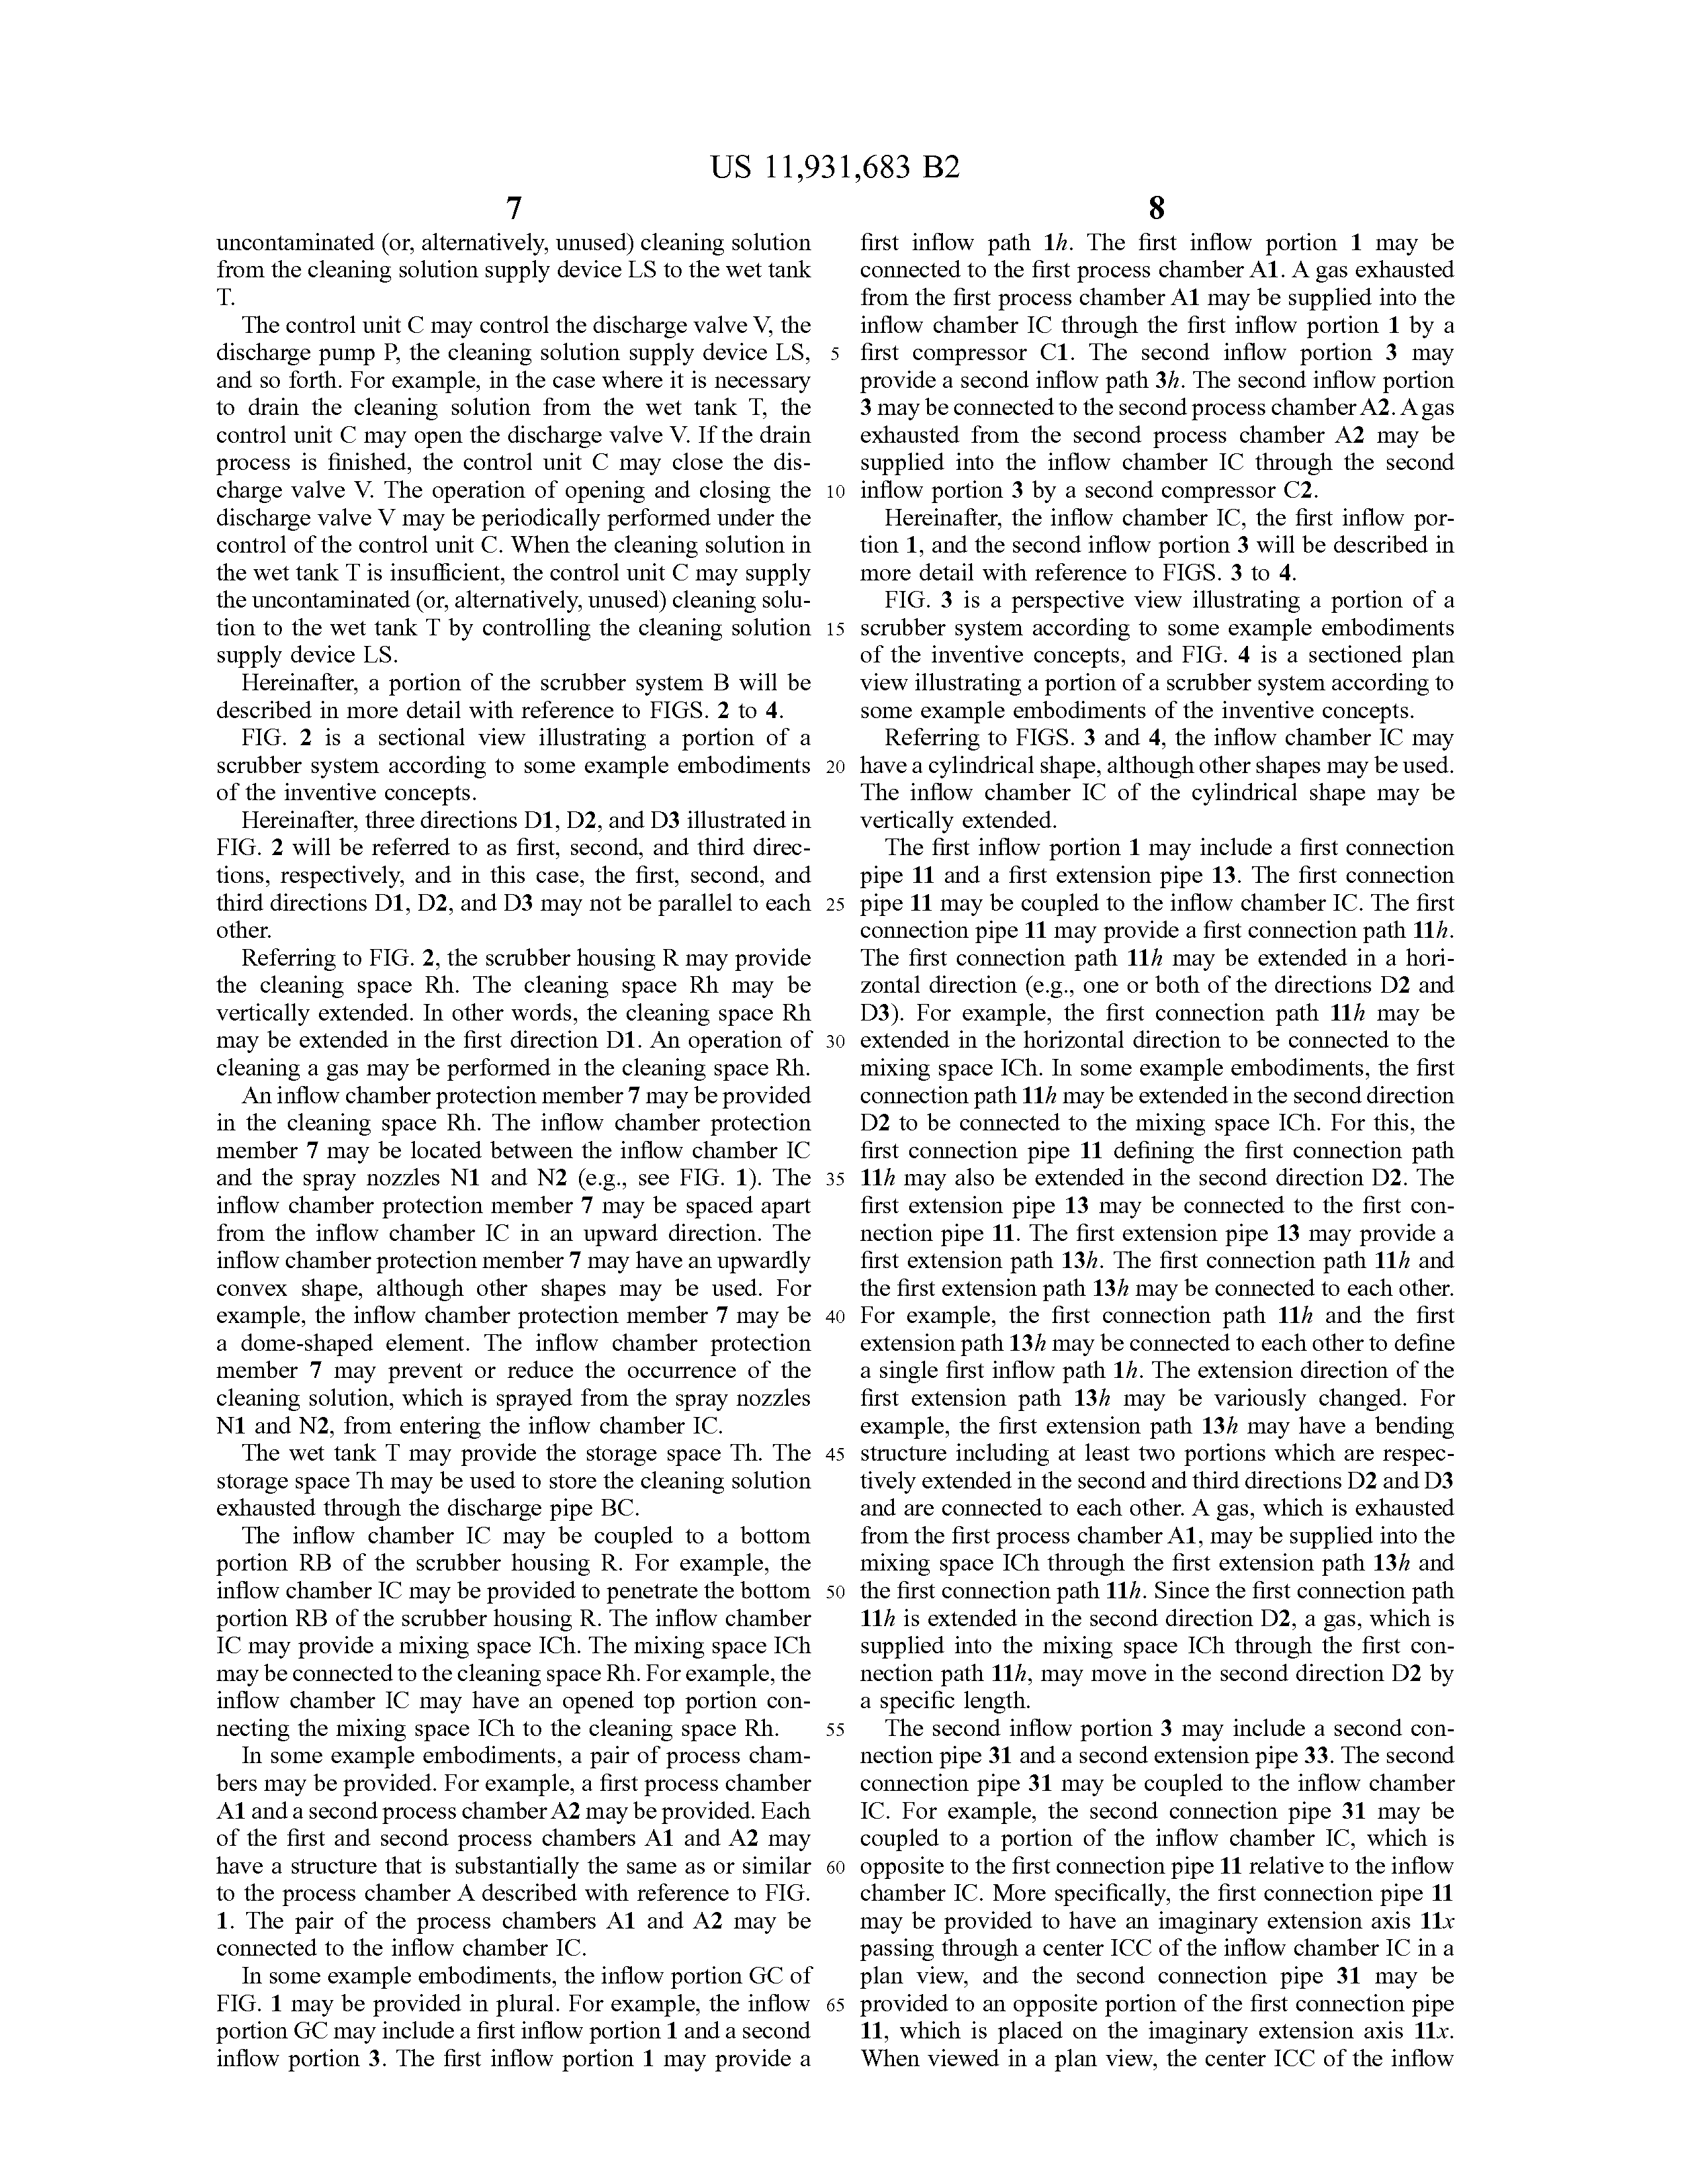 US 11,931,683 B2
7
uncontaminated (or, alternatively, unused) cleaning solution
from the cleaning solution supply device LS to the wet tank
T.
The control unit C may control the discharge valve V, the
discharge pump P, the cleaning solution supply device LS,
and so forth. For example, in the case where it is necessary
to drain the cleaning solution from the wet tank T, the
control unit C may open the discharge valve V. If the drain
process is finished, the control unit C may close the dis-
charge valve V. The operation of opening and closing the
discharge valve V may be periodically performed under the
control of the control unit C. When the cleaning solution in
the wet tank T is insufficient, the control unit C may supply
the uncontaminated (or, alternatively, unused) cleaning solu-
tion to the wet tank T by controlling the cleaning solution
supply device LS.
Hereinafter, a portion of the scrubber system B will be
described in more detail with reference to FIGS. 2 to 4.
FIG. 2 is a sectional view illustrating a portion of a
scrubber system according to some example embodiments
of the inventive concepts.
Hereinafter, three directions D1, D2, and D3 illustrated in
FIG. 2 will be referred to as first, second, and third direc-
tions, respectively, and in this case, the first, second, and
third directions D1, D2, and D3 may not be parallel to each
other.
Referring to FIG. 2, the scrubber housing R may provide
the cleaning space Rh. The cleaning space Rh may be
vertically extended. In other words, the cleaning space Rh
may be extended in the first direction D1. An operation of
cleaning a gas may be performed in the cleaning space Rh.
An inflow chamber protection member 7 may be provided
in the cleaning space Rh. The inflow chamber protection
member 7 may be located between the inflow chamber IC
and the spray nozzles N1 and N2 (e.g., see FIG. 1). The
inflow chamber protection member 7 may be spaced apart
from the inflow chamber IC in an upward direction. The
inflow chamber protection member 7 may have an upwardly
convex shape, although other shapes may be used. For
example, the inflow chamber protection member 7 may be
a dome-shaped element. The inflow chamber protection
member 7 may prevent or reduce the occurrence of the
cleaning solution, which is sprayed from the spray nozzles
N1 and N2, from entering the inflow chamber IC.
The wet tank T may provide the storage space Th. The
storage space Th may be used to store the cleaning solution
exhausted through the discharge pipe BC.
The inflow chamber IC may be coupled to a bottom
portion RB of the scrubber housing R. For example, the
inflow chamber IC may be provided to penetrate the bottom
portion RB of the scrubber housing R. The inflow chamber
IC may provide a mixing space ICh. The mixing space ICh
may be connected to the cleaning space Rh. For example, the
inflow chamber IC may have an opened top portion con-
necting the mixing space ICh to the cleaning space Rh.
In some example embodiments, a pair of process cham-
bers may be provided. For example, a first process chamber
A1 and a second process chamber A2 may be provided. Each
of the first and second process chambers A1 and A2 may
have a structure that is substantially the same as or similar
to the process chamber A described with reference to FIG.
1. The pair of the process chambers A1 and A2 may be
connected to the inflow chamber IC.
In some example embodiments, the inflow portion GC of
FIG. 1 may be provided in plural. For example, the inflow
portion GC may include a first inflow portion 1 and a second
inflow portion 3. The first inflow portion 1 may provide a
5
10
15
20
25
30
35
40
45
50
55
60
65
8
first inflow path 1h. The first inflow portion 1 may be
connected to the first process chamber A1. A gas exhausted
from the first process chamber A1 may be supplied into the
inflow chamber IC through the first inflow portion 1 by a
first compressor C1. The second inflow portion 3 may
provide a second inflow path 3h. The second inflow portion
3 may be connected to the second process chamber A2. A gas
exhausted from the second process chamber A2 may be
supplied into the inflow chamber IC through the second
inflow portion 3 by a second compressor C2.
Hereinafter, the inflow chamber IC, the first inflow por-
tion 1, and the second inflow portion 3 will be described in
more detail with reference to FIGS. 3 to 4.
FIG. 3 is a perspective view illustrating a portion of a
scrubber system according to some example embodiments
of the inventive concepts, and FIG. 4 is a sectioned plan
view illustrating a portion of a scrubber system according to
some example embodiments of the inventive concepts.
Referring to FIGS. 3 and 4, the inflow chamber IC may
have a cylindrical shape, although other shapes may be used.
The inflow chamber IC of the cylindrical shape may be
vertically extended.
The first inflow portion 1 may include a first connection
pipe 11 and a first extension pipe 13. The first connection
pipe 11 may be coupled to the inflow chamber IC. The first
connection pipe 11 may provide a first connection path 11h.
The first connection path 11h may be extended in a hori-
zontal direction (e.g., one or both of the directions D2 and
D3). For example, the first connection path 11h may be
extended in the horizontal direction to be connected to the
mixing space ICh. In some example embodiments, the first
connection path 11h may be extended in the second direction
D2 to be connected to the mixing space ICh. For this, the
first connection pipe 11 defining the first connection path
11h may also be extended in the second direction D2. The
first extension pipe 13 may be connected to the first con-
nection pipe 11. The first extension pipe 13 may provide a
first extension path 13h. The first connection path 11h and
the first extension path 13h may be connected to each other.
For example, the first connection path 11h and the first
extension path 13h may be connected to each other to define
a single first inflow path 1h. The extension direction of the
first extension path 13h may be variously changed. For
example, the first extension path 13h may have a bending
structure including at least two portions which are respec-
tively extended in the second and third directions D2 and D3
and are connected to each other. A gas, which is exhausted
from the first process chamber A1, may be supplied into the
mixing space ICh through the first extension path 13h and
the first connection path 11h. Since the first connection path
11h is extended in the second direction D2, a gas, which is
supplied into the mixing space ICh through the first con-
nection path 11h, may move in the second direction D2 by
a specific length.
The second inflow portion 3 may include a second con-
nection pipe 31 and a second extension pipe 33. The second
connection pipe 31 may be coupled to the inflow chamber
IC. For example, the second connection pipe 31 may be
coupled to a portion of the inflow chamber IC, which is
opposite to the first connection pipe 11 relative to the inflow
chamber IC. More specifically, the first connection pipe 11
may be provided to have an imaginary extension axis 11x
passing through a center ICC of the inflow chamber IC in a
plan view, and the second connection pipe 31 may be
provided to an opposite portion of the first connection pipe
11, which is placed on the imaginary extension axis 11x.
When viewed in a plan view, the center ICC of the inflow